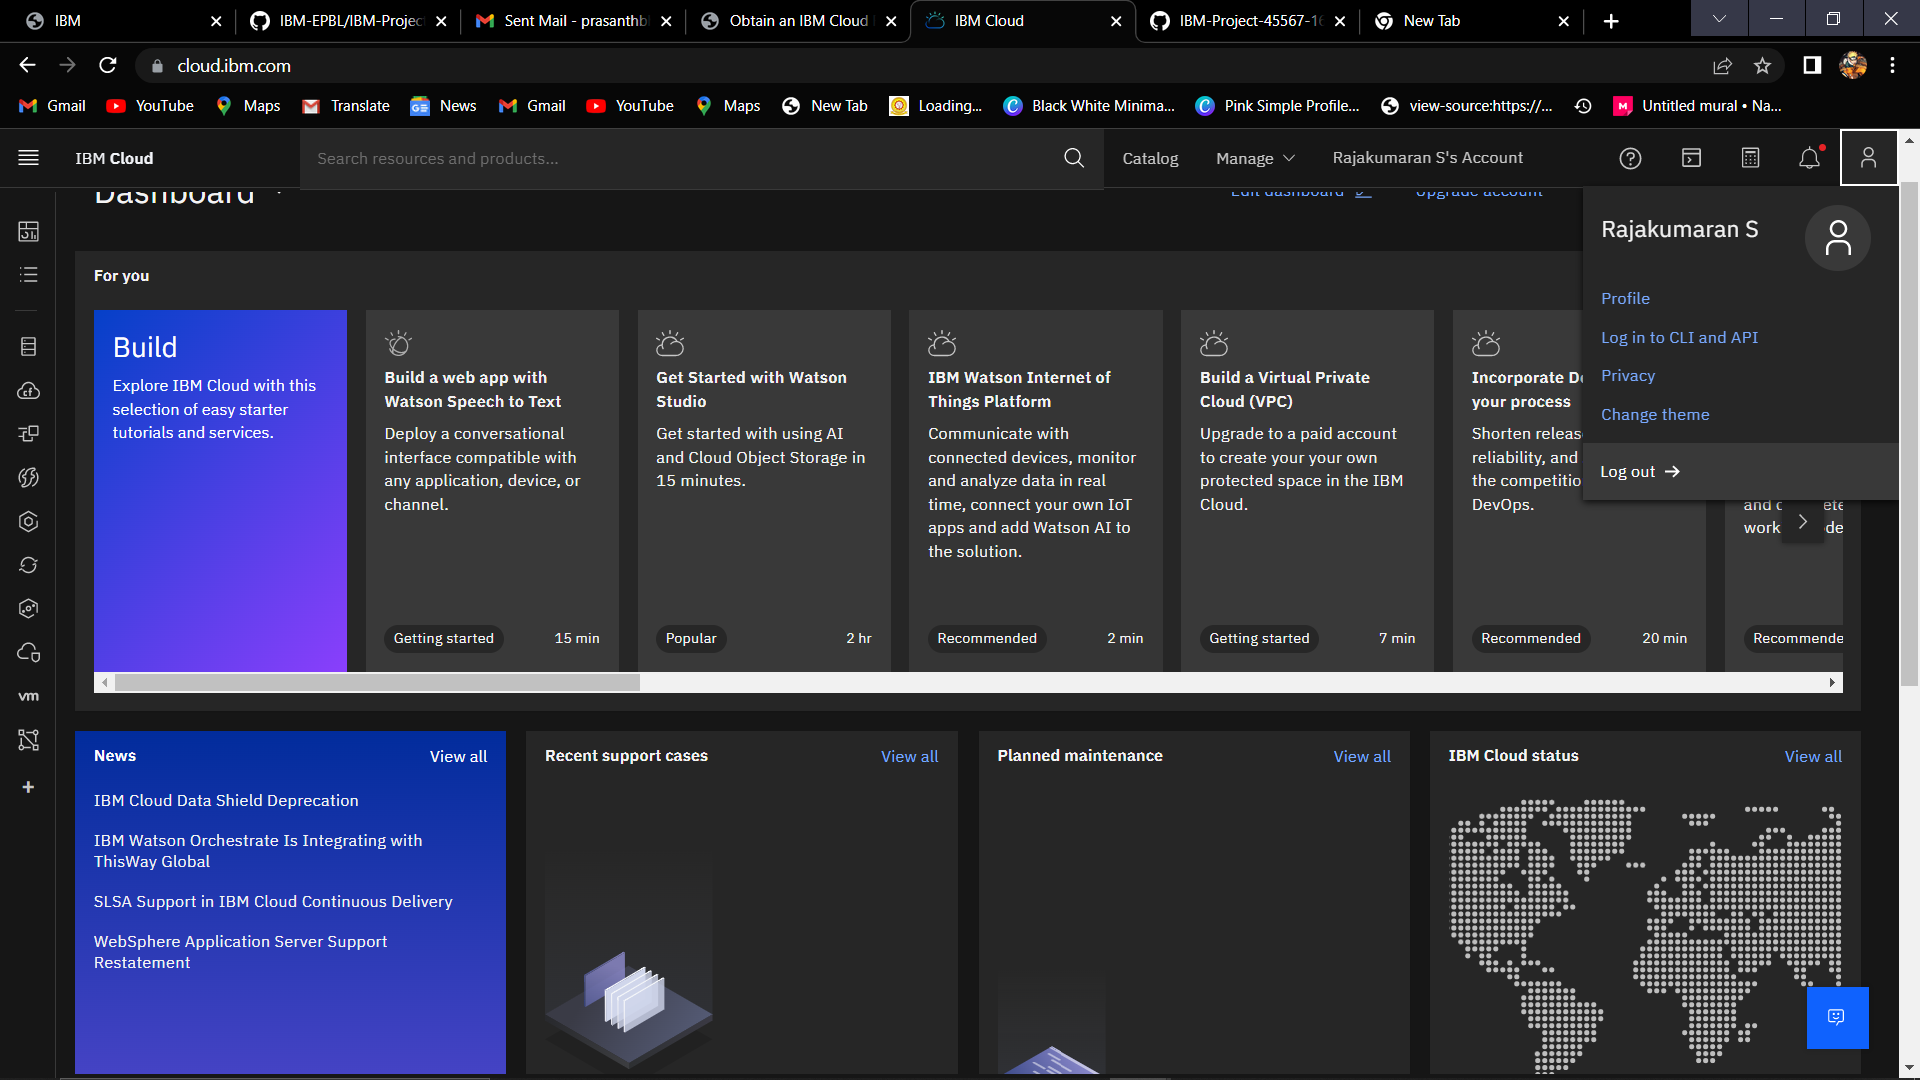 IBM
IBM-EPBL/IBM-Project
Sent Mail - prasanthbl
Obtain an IBM Cloud
IBM Cloud
IBM-Project-45567-16
New Tab
cloud.ibm.com
Gmail
YouTube
Maps
Translate
News
Gmail
YouTube
Maps
New Tab
Loading...
Black White Minima...
Pink Simple Profile...
view-source:https://...
Untitled mural • Na...
IBM Cloud
Search resources and products...
Catalog
Manage
Rajakumaran S's Account
Dashboard
Edit dashboard
Upgrade account
Rajakumaran S
Profile
Log in to CLI and API
Privacy
Change theme
Log out
For you
Build
Explore IBM Cloud with this
selection of easy starter
tutorials and services.
Build a web app with
Watson Speech to Text
Deploy a conversational
interface compatible with
any application, device, or
channel.
Getting started
15 min
Get Started with Watson
Studio
Get started with using AI
and Cloud Object Storage in
15 minutes.
Popular
2 hr
IBM Watson Internet of
Things Platform
Communicate with
connected devices, monitor
and analyze data in real
time, connect your own IoT
apps and add Watson AI to
the solution.
Recommended
2 min
Build a Virtual Private
Cloud (VPC)
Upgrade to a paid account
to create your your own
protected space in the IBM
Cloud.
Getting started
7 min
Incorporate D
your process
Shorten releas
reliability, and
the competitio
DevOps.
Recommended
20 min
and
work
Recommende
vm
News
View all
IBM Cloud Data Shield Deprecation
IBM Watson Orchestrate Is Integrating with
ThisWay Global
SLSA Support in IBM Cloud Continuous Delivery
WebSphere Application Server Support
Restatement
Recent support cases
View all
Planned maintenance
View all
IBM Cloud status
View all